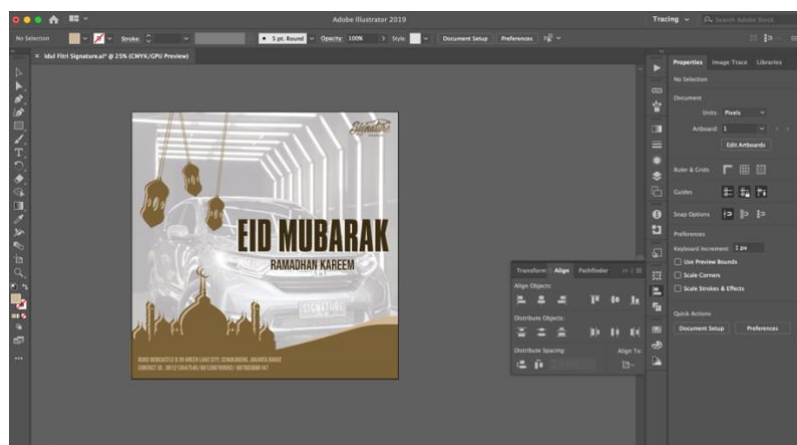 Adobe Illustrator 2019
Tracing
Search Adobe Stock
No Selection
Stroke:
5 pt. Round
Opacity:
100%
Style:
Document Setup
Preferences
× Idul Fitri Signature.ai* @ 25% (CMYK/GPU Preview)
Properties
Image Trace
Libraries
No Selection
Document
Units:
Pixels
Artboard:
1
Edit Artboards
Ruler & Grids
Guides
Snap Options
Preferences
Keyboard Increment:
1 px
Use Preview Bounds
Scale Corners
Scale Strokes & Effects
Quick Actions
Document Setup
Preferences
Transform
Align
Pathfinder
Align Objects:
Distribute Objects:
Distribute Spacing:
Align To:
Signature
EID MUBARAK
RAMADHAN KAREEM
SIGNATURE